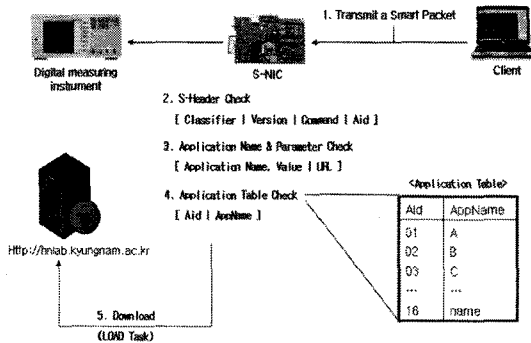 1. Transmit a Smart Packet
Digital measuring
instrument
S-NIC
Client
2. S-Header Check
[ Classifier | Version | Command | Aid ]
3. Application Name & Parameter Check
[ Application Name, Value | URL ]
4. Application Table Check
[ Aid | AppName ]
<Application Table>
Aid AppName
01 A
02 B
03 C
... ...
16 name
Http://hnlab.kyungnam.ac.kr
5. Download
(LOAD Task)